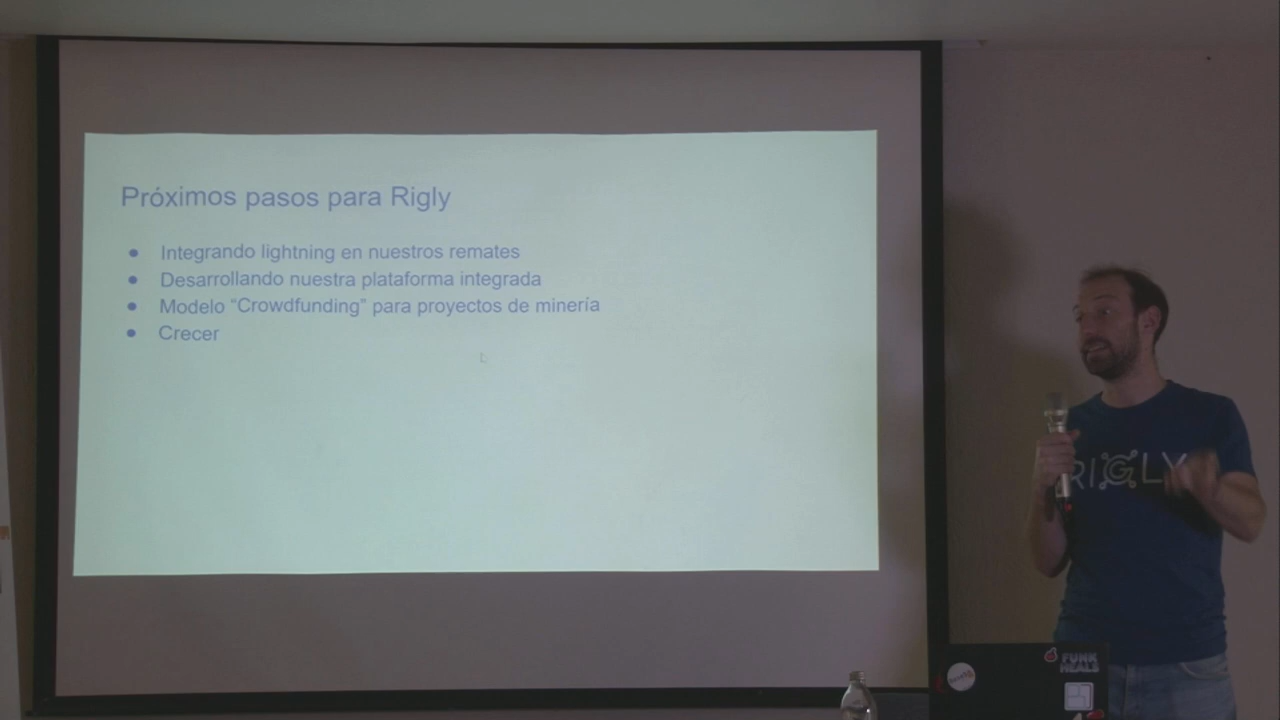 Próximos pasos para Rigly
● Integrando lightning en nuestros remates
● Desarrollando nuestra plataforma integrada
● Modelo “Crowdfunding” para proyectos de minería
● Crecer
RIGLY
FUNK
HEALS